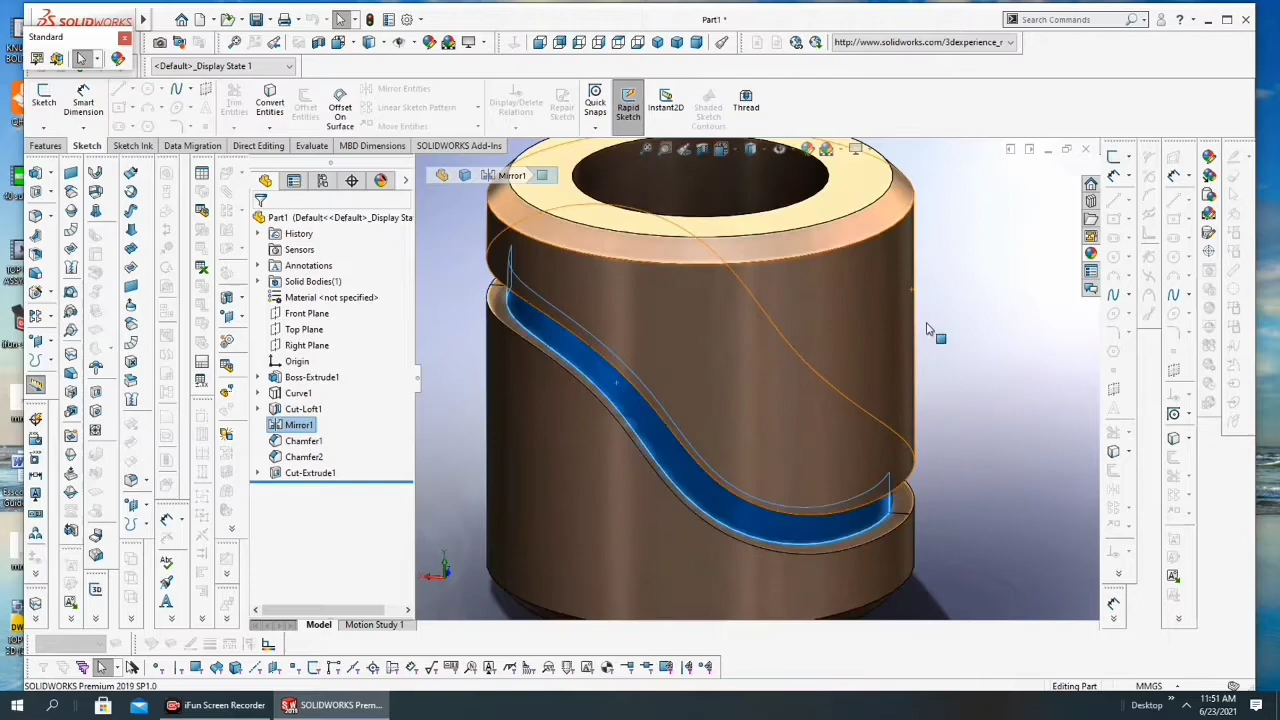 SOLIDWORKS
Part1 *
Search Commands
Standard
<Default>_Display State 1
http://www.solidworks.com/3dexperience_r
Sketch
Smart Dimension
Trim Entities
Convert Entities
Offset Entities
Offset On Surface
Mirror Entities
Linear Sketch Pattern
Move Entities
Display/Delete Relations
Repair Sketch
Quick Snaps
Rapid Sketch
Instant2D
Shaded Sketch Contours
Thread
Features
Sketch
Sketch Ink
Data Migration
Direct Editing
Evaluate
MBD Dimensions
SOLIDWORKS Add-Ins
Mirror1
Part1 (Default<<Default>_Display Sta
History
Sensors
Annotations
Solid Bodies(1)
Material <not specified>
Front Plane
Top Plane
Right Plane
Origin
Boss-Extrude1
Curve1
Cut-Loft1
Mirror1
Chamfer1
Chamfer2
Cut-Extrude1
Abc
3D
Model
Motion Study 1
SOLIDWORKS Premium 2019 SP1.0
Editing Part
MMGS
iFun Screen Recorder
SOLIDWORKS Prem...
Desktop
11:51 AM
6/23/2021